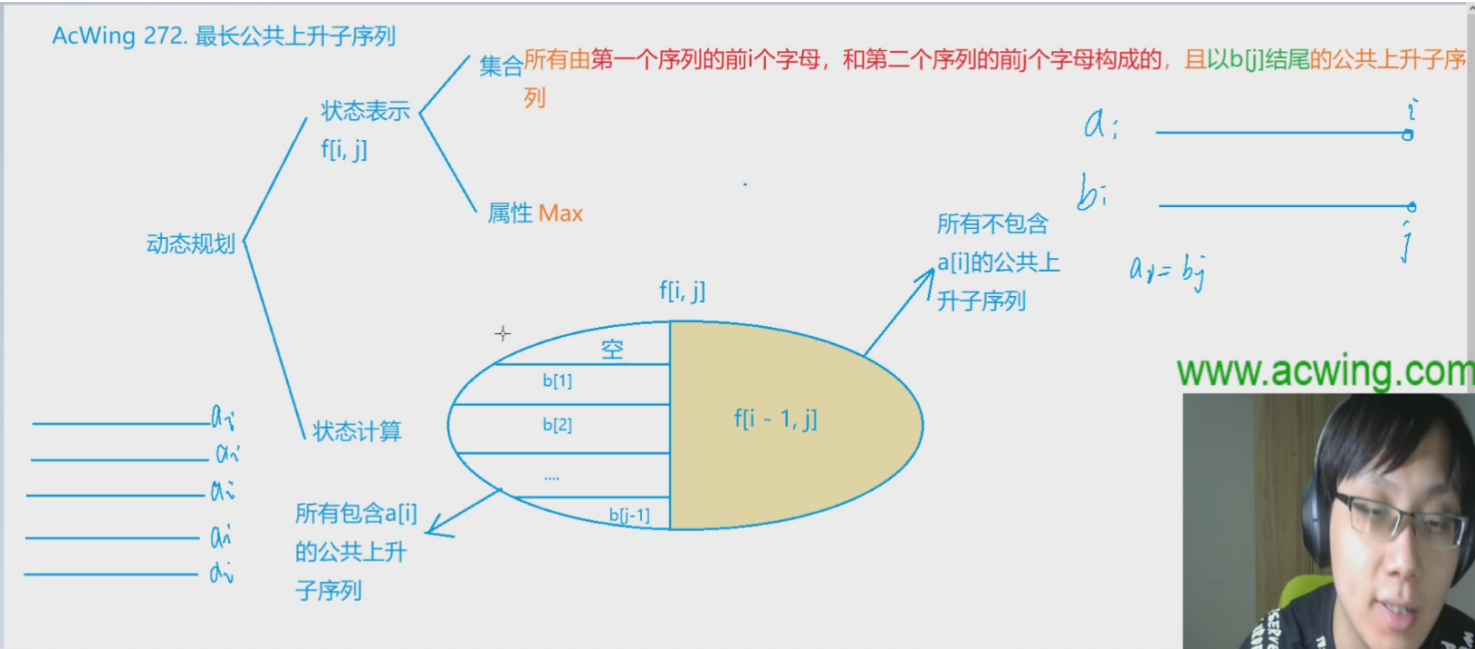 AcWing 272. 最长公共上升子序列
集合所有由第一个序列的前i个字母，和第二个序列的前j个字母构成的，且以b[j]结尾的公共上升子序
列
状态表示
f[i, j]
属性 Max
动态规划
a i
i
b i
j
所有不包含
a[i]的公共上
升子序列
f[i, j]
空
b[1]
b[2]
....
b[j-1]
f[i - 1, j]
状态计算
所有包含a[i]
的公共上升
子序列
ai
ai
ai
ai
ai
www.acwing.com